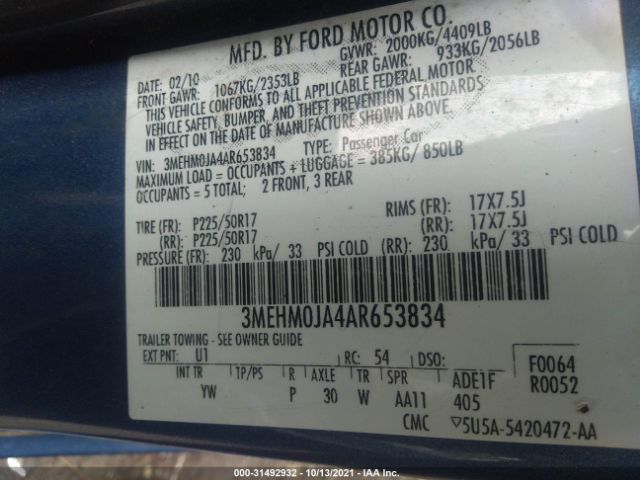 MFD. BY FORD MOTOR CO.
DATE: 02/10 GVWR: 2000KG/4409LB
FRONT GAWR: 1067KG/2353LB REAR GAWR: 933KG/2056LB
THIS VEHICLE CONFORMS TO ALL APPLICABLE FEDERAL MOTOR
VEHICLE SAFETY, BUMPER, AND THEFT PREVENTION STANDARDS
IN EFFECT ON THE DATE OF MANUFACTURE SHOWN ABOVE.
VIN: 3MEHM0JA4AR653834 TYPE: Passenger Car
MAXIMUM LOAD = OCCUPANTS + LUGGAGE = 385KG/ 850LB
OCCUPANTS = 5 TOTAL; 2 FRONT, 3 REAR
TIRE (FR): P225/50R17 RIMS (FR): 17X7.5J
(RR): P225/50R17 (RR): 17X7.5J
PRESSURE (FR): 230 kPa/ 33 PSI COLD (RR): 230 kPa/ 33 PSI COLD
3MEHM0JA4AR653834
TRAILER TOWING - SEE OWNER GUIDE
EXT PNT: U1 RC: 54 DSO: F0064
INT TR TP/PS R AXLE TR SPR ADE1F R0052
YW P 30 W AA11 405
CMC ▽5U5A-5420472-AA
000-31492932 - 10/13/2021 - IAA Inc.